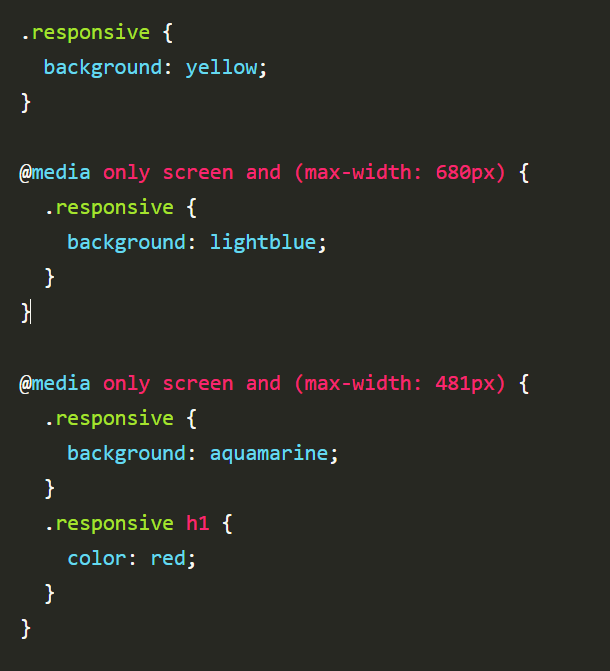 .responsive {
  background: yellow;
}

@media only screen and (max-width: 680px) {
  .responsive {
    background: lightblue;
  }
}

@media only screen and (max-width: 481px) {
  .responsive {
    background: aquamarine;
  }
  .responsive h1 {
    color: red;
  }
}